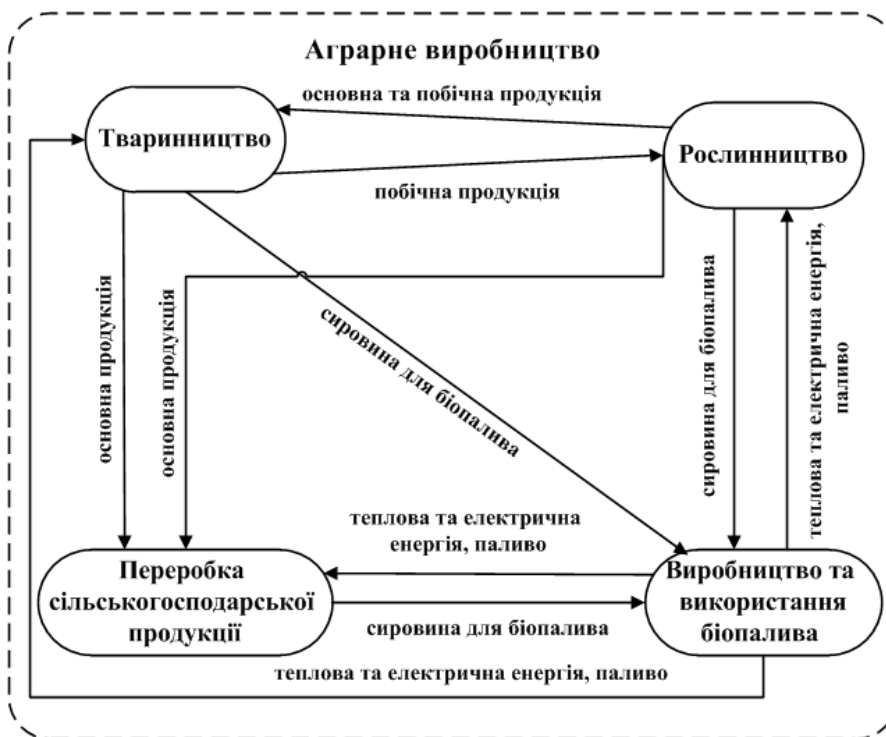 Аграрне виробництво
основна та побічна продукція
Тваринництво
Рослинництво
побічна продукція
основна продукція
основна продукція
сировина для біопалива
сировина для біопалива
теплова та електрична енергія,
паливо
теплова та електрична
енергія, паливо
Переробка
сільськогосподарської
продукції
Виробництво та
використання
біопалива
сировина для біопалива
теплова та електрична енергія, паливо